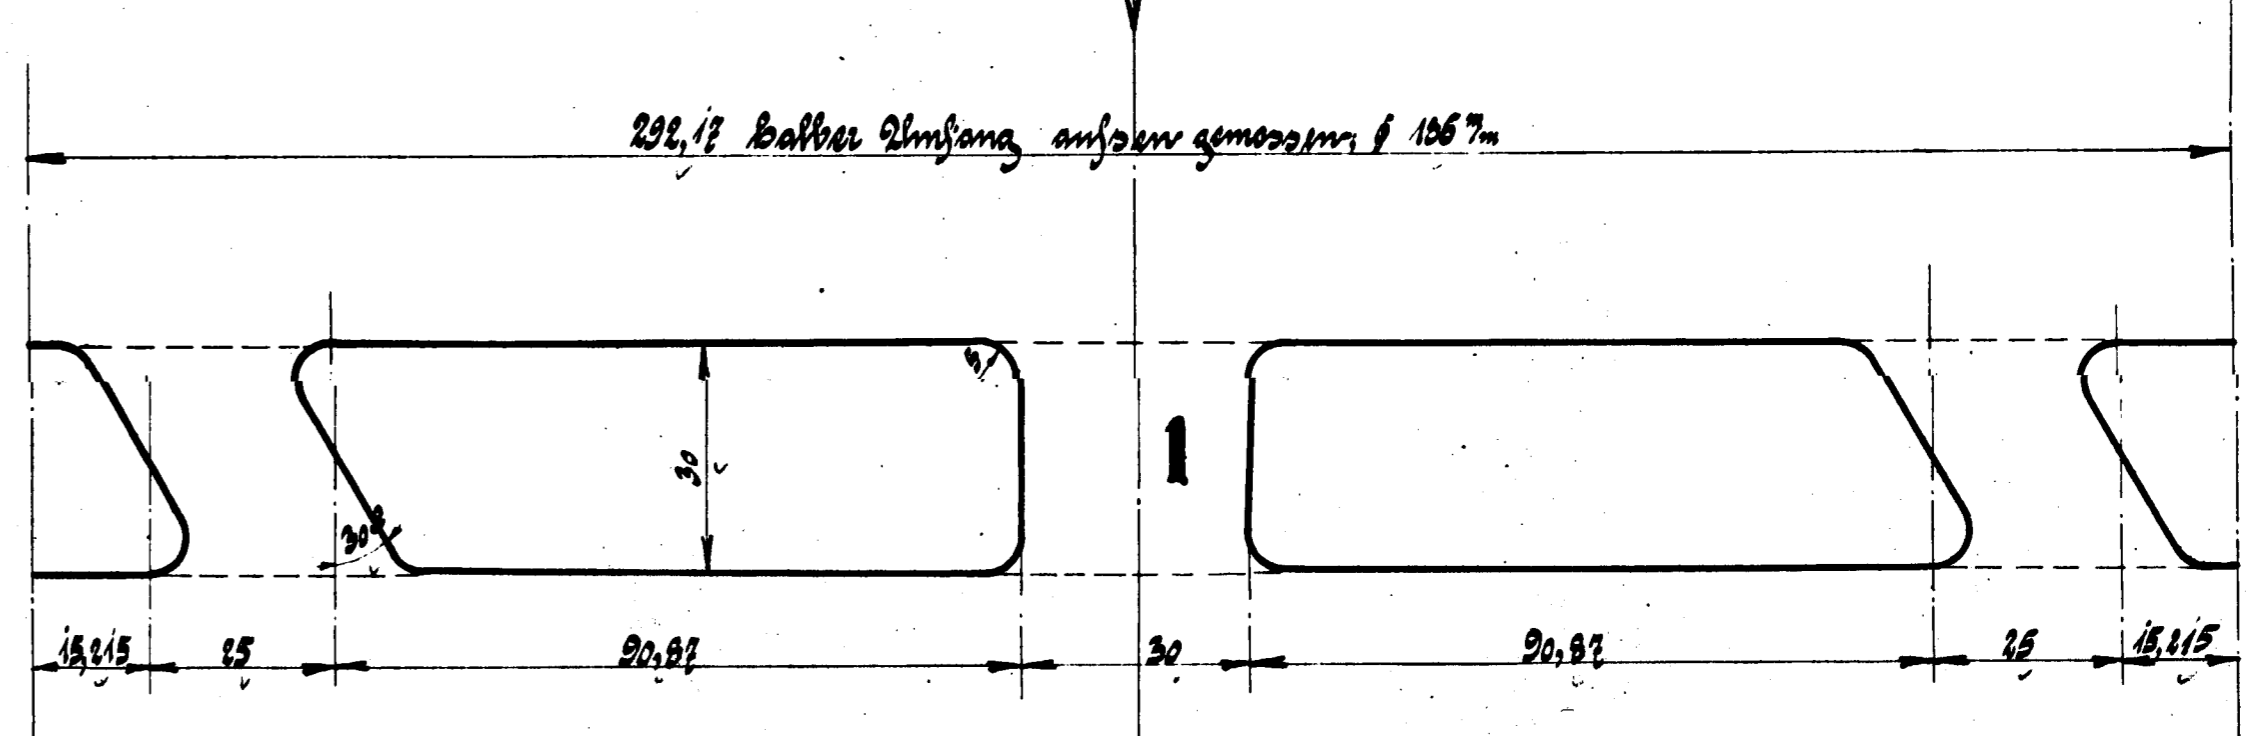 292,17 halber Umfang außen gemessen, ϕ 186 m/m
5
30
1
30°
15,215 25 90,87 30 90,87 25 15,215